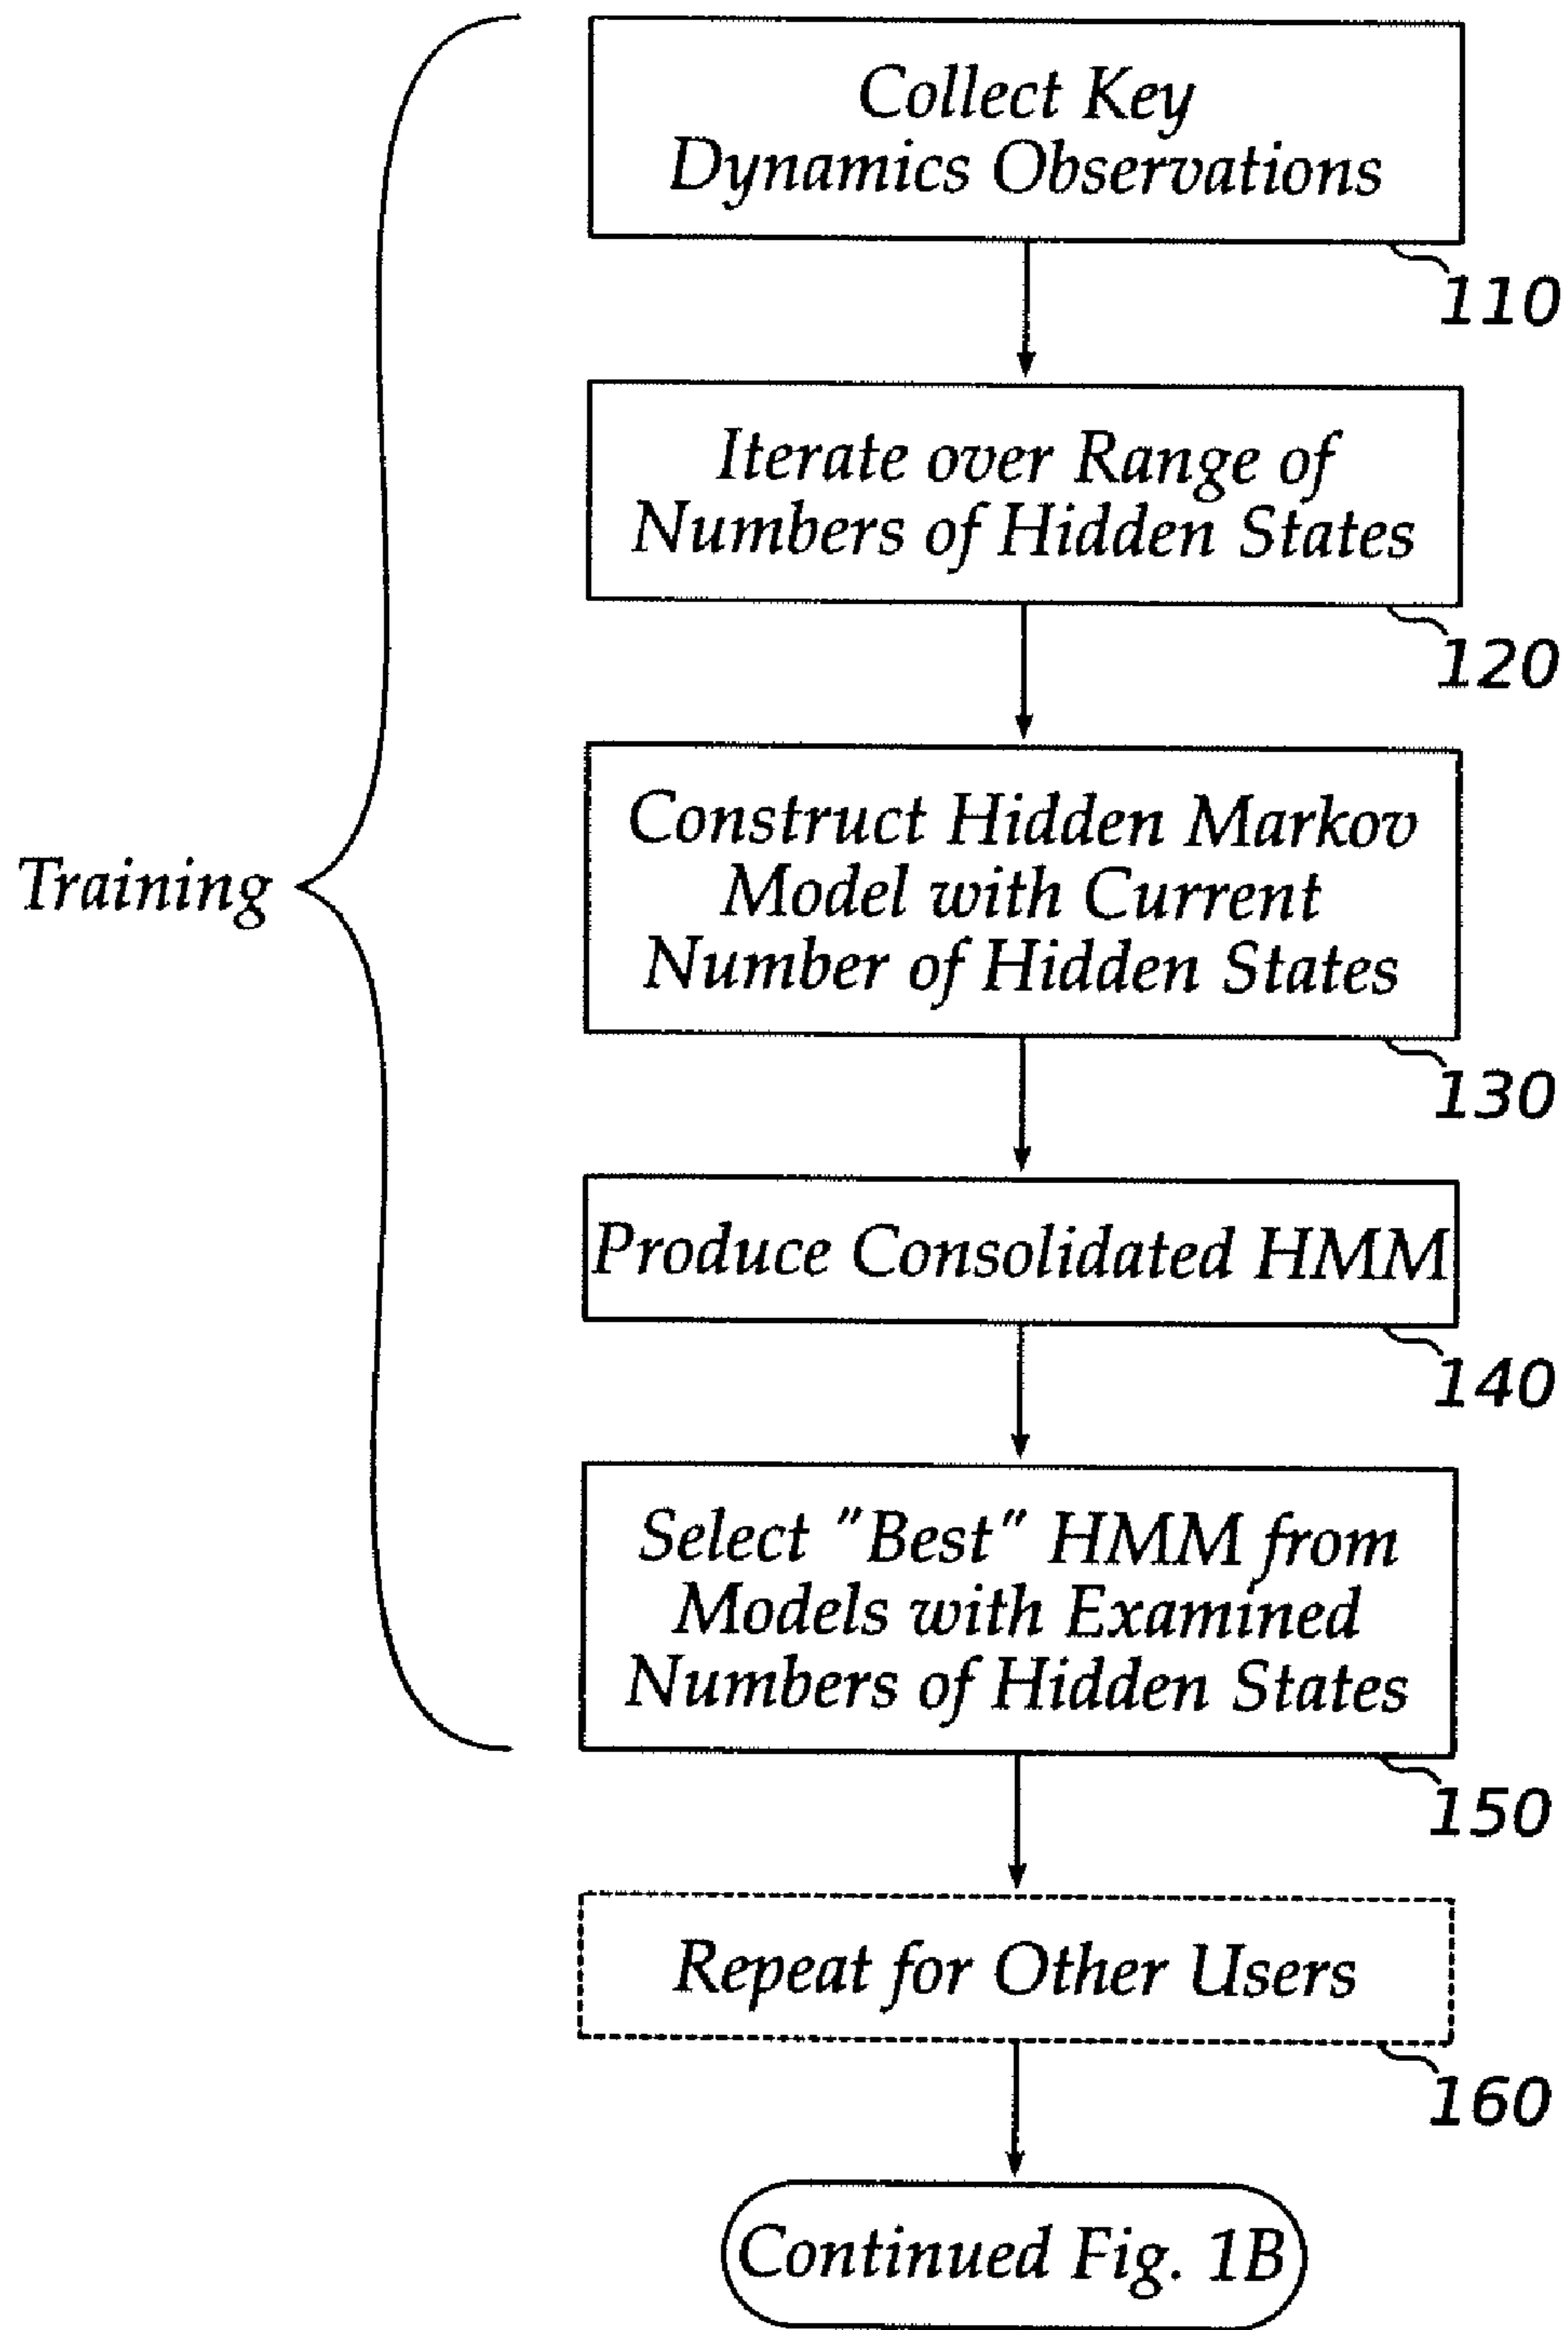 Collect Key
Dynamics Observations
110
Iterate over Range of
Numbers of Hidden States
120
Construct Hidden Markov
Model with Current
Number of Hidden States
130
Training
Produce Consolidated HMM
140
Select "Best" HMM from
Models with Examined
Numbers of Hidden States
150
Repeat for Other Users
160
Continued Fig. 1B